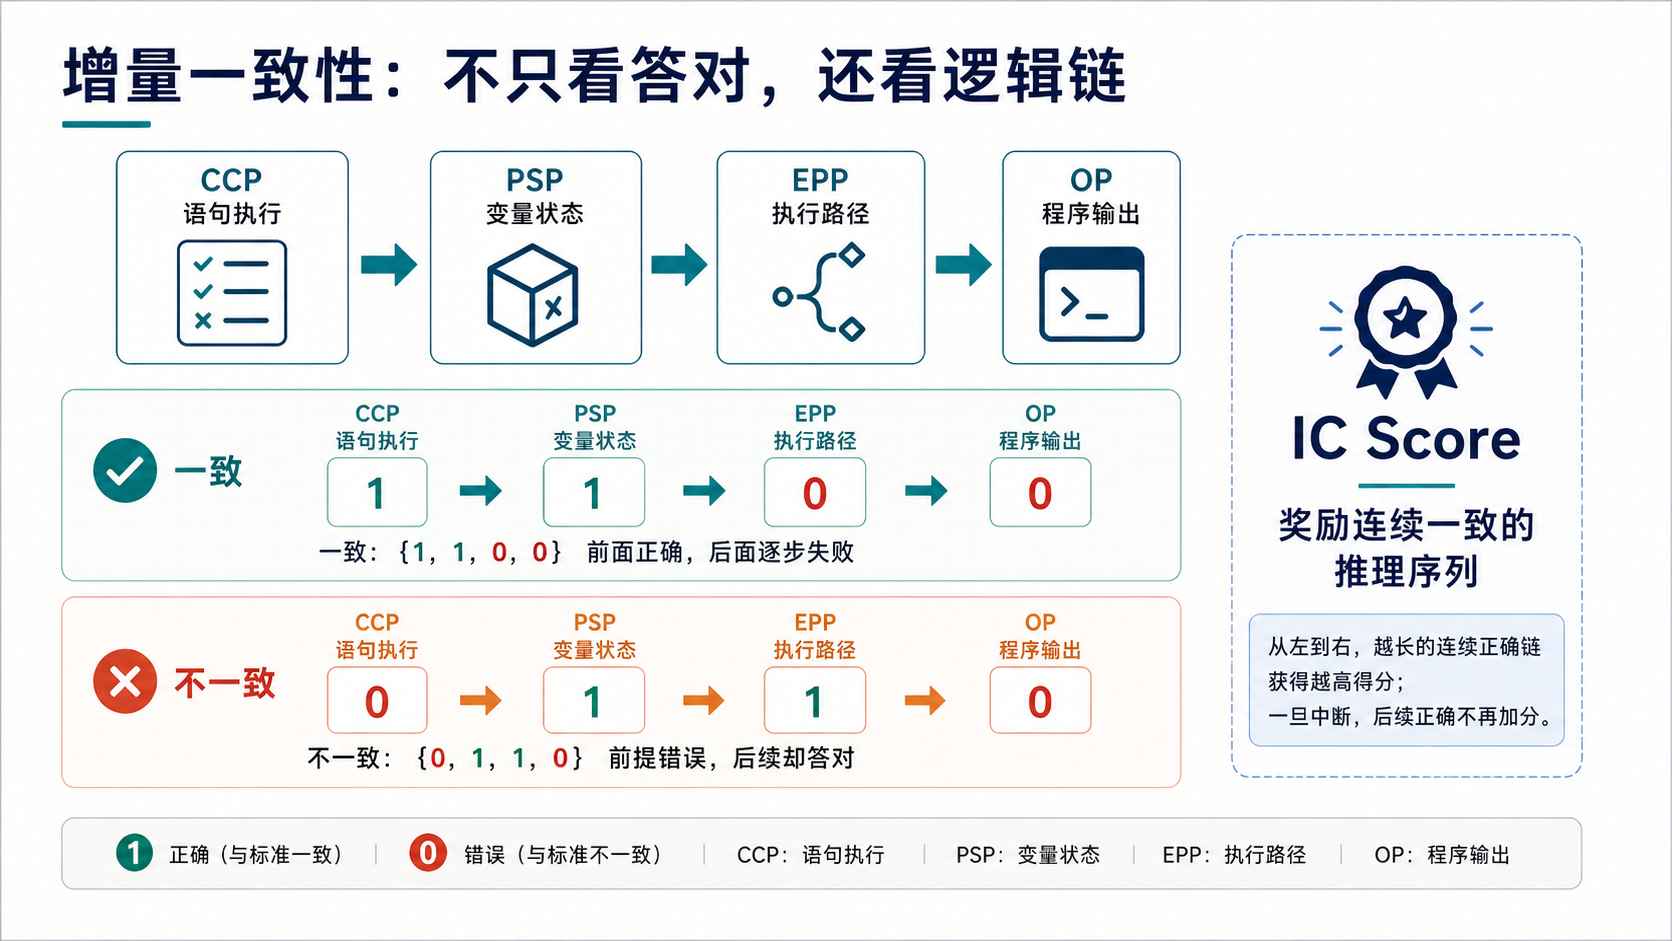 增量一致性：不只看答对，还看逻辑链
CCP
语句执行
PSP
变量状态
x
EPP
执行路径
OP
程序输出
>_
一致
CCP
语句执行
1
PSP
变量状态
1
EPP
执行路径
0
OP
程序输出
0
一致： {1, 1, 0, 0} 前面正确，后面逐步失败
不一致
CCP
语句执行
0
PSP
变量状态
1
EPP
执行路径
1
OP
程序输出
0
不一致： {0, 1, 1, 0} 前提错误，后续却答对
IC Score
奖励连续一致的
推理序列
从左到右，越长的连续正确链
获得越高得分；
一旦中断，后续正确不再加分。
1 正确（与标准一致） | 0 错误（与标准不一致） | CCP：语句执行 | PSP：变量状态 | EPP：执行路径 | OP：程序输出